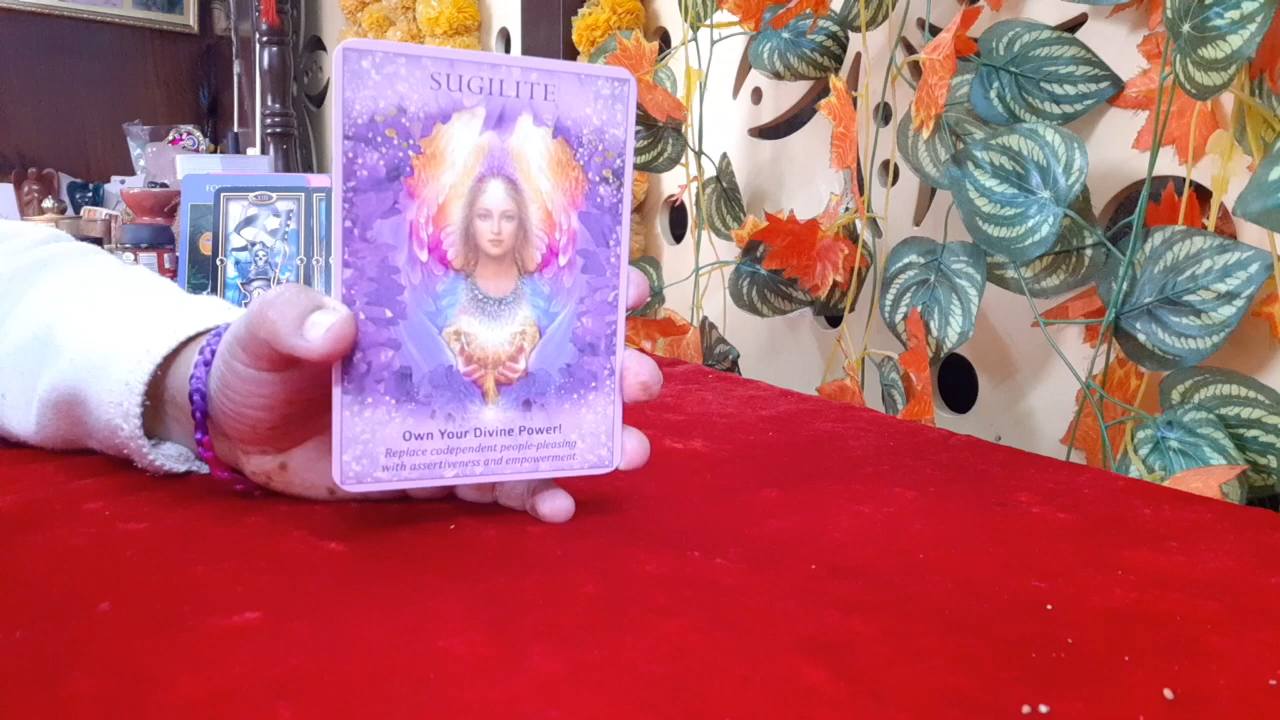 SUGILITE
Own Your Divine Power!
Replace codependent people-pleasing
with assertiveness and empowerment.